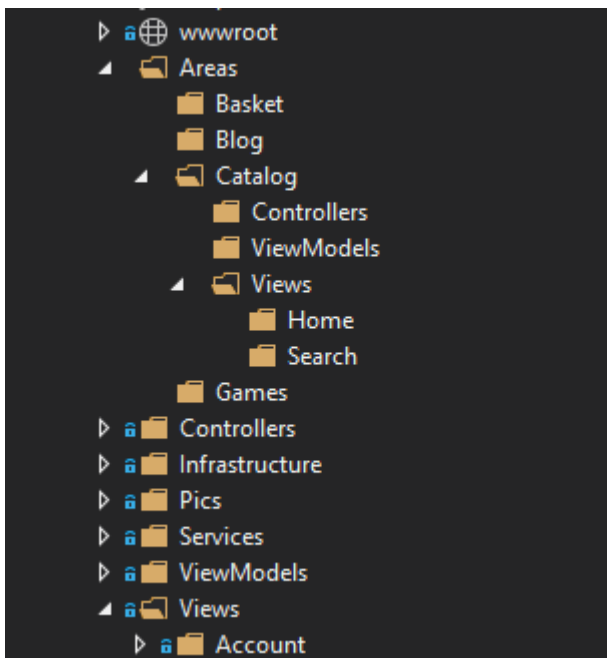 wwwroot
Areas
Basket
Blog
Catalog
Controllers
ViewModels
Views
Home
Search
Games
Controllers
Infrastructure
Pics
Services
ViewModels
Views
Account